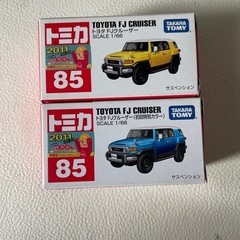 トミカ
TOYOTA FJ CRUISER
トヨタ FJクルーザー
SCALE 1/66
TAKARA TOMY
2011
85
サスペンション
トミカ
TOYOTA FJ CRUISER
トヨタ FJクルーザー(初回特別カラー)
SCALE 1/66
TAKARA TOMY
2011
85
サスペンション